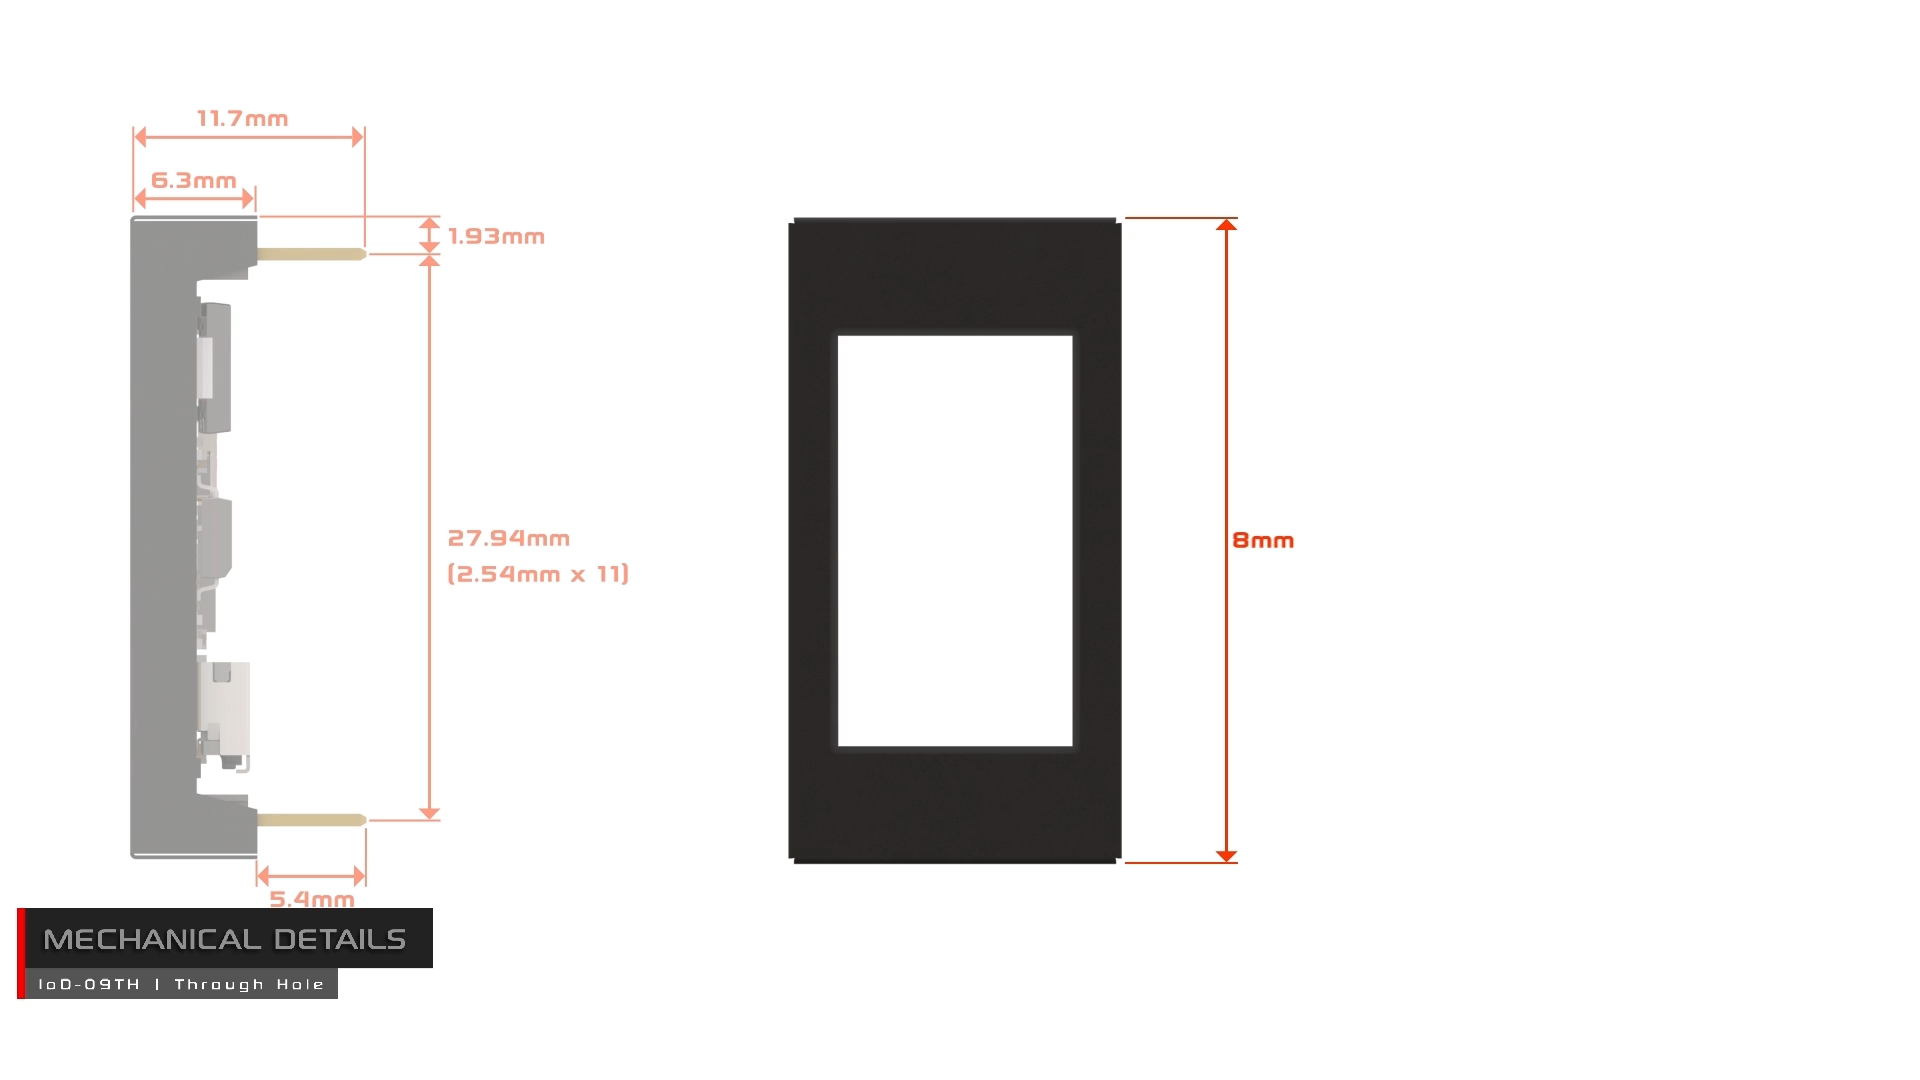 11.7mm
6.3mm
1.93mm
27.94mm
(2.54mm x 11)
8mm
5.4mm
MECHANICAL DETAILS
IoD-09TH | Through Hole